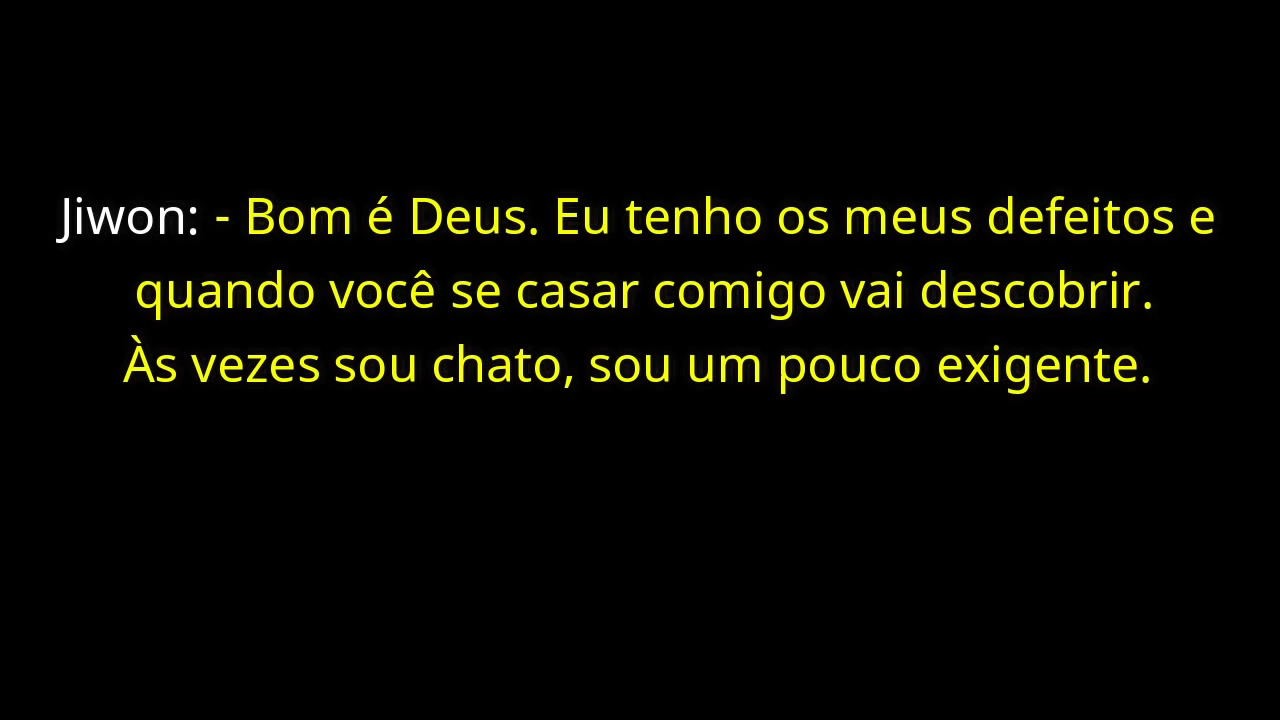 Jiwon: - Bom é Deus. Eu tenho os meus defeitos e
quando você se casar comigo vai descobrir.
Às vezes sou chato, sou um pouco exigente.